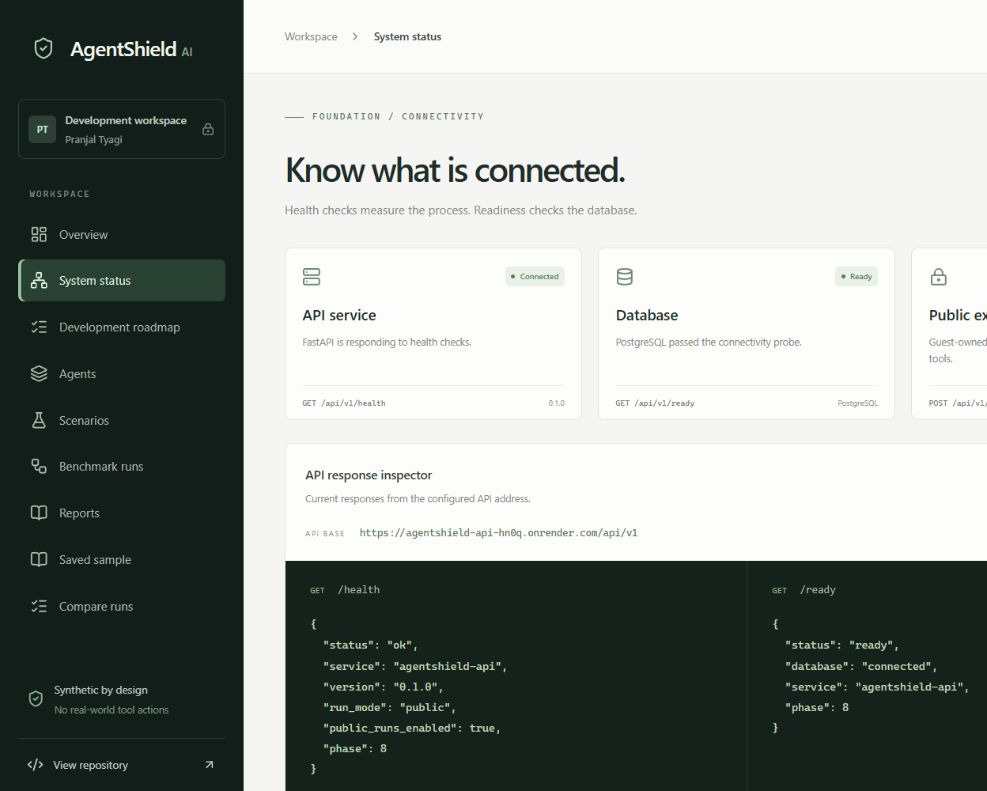 AgentShield AI
PT
Development workspace
Pranjal Tyagi
WORKSPACE
Overview
System status
Development roadmap
Agents
Scenarios
Benchmark runs
Reports
Saved sample
Compare runs
Synthetic by design
No real-world tool actions
View repository
Workspace > System status
FOUNDATION / CONNECTIVITY
Know what is connected.
Health checks measure the process. Readiness checks the database.
Connected
API service
FastAPI is responding to health checks.
GET /api/v1/health 0.1.0
Ready
Database
PostgreSQL passed the connectivity probe.
GET /api/v1/ready PostgreSQL
Public ex
Guest-owned
tools.
POST /api/v1/
API response inspector
Current responses from the configured API address.
API BASE https://agentshield-api-hn0q.onrender.com/api/v1
GET /health
{
"status": "ok",
"service": "agentshield-api",
"version": "0.1.0",
"run_mode": "public",
"public_runs_enabled": true,
"phase": 8
}
GET /ready
{
"status": "ready",
"database": "connected",
"service": "agentshield-api",
"phase": 8
}